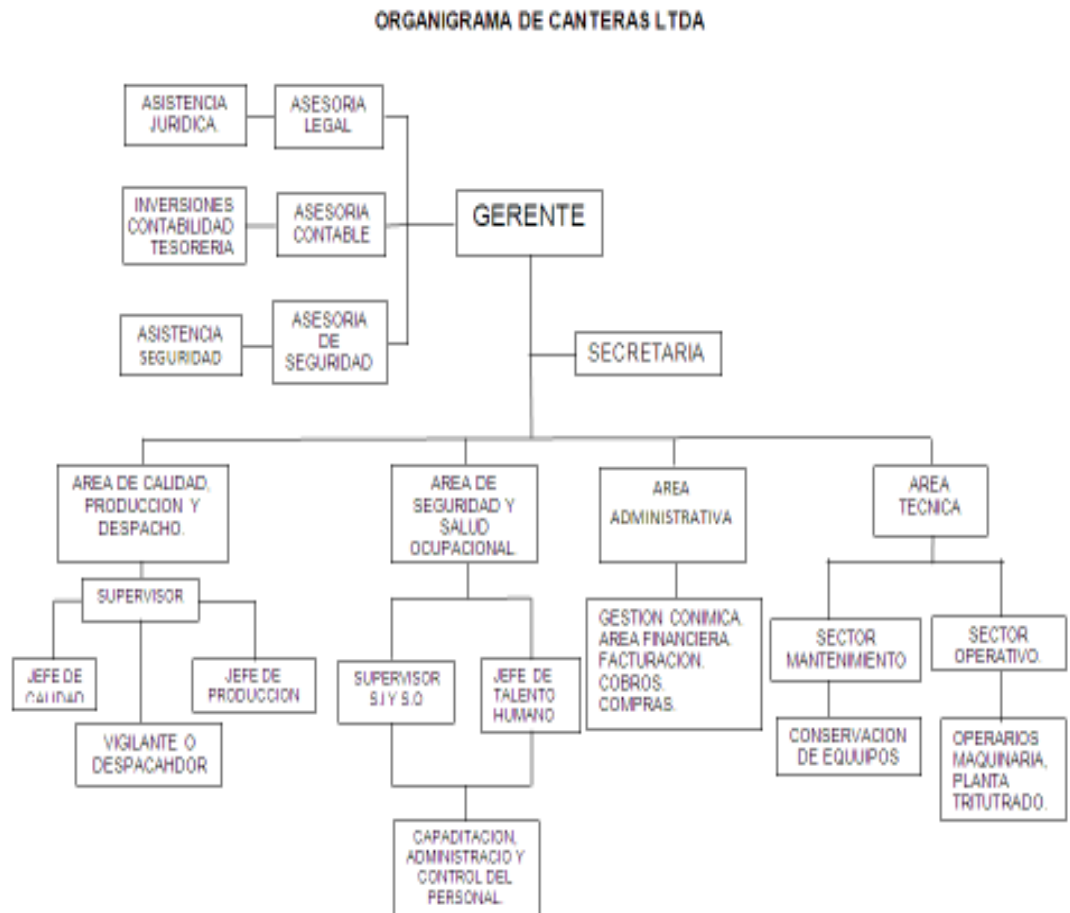 ORGANIGRAMA DE CANTERAS LTDA
ASISTENCIA
JURIDICA.
ASESORIA
LEGAL
INVERSIONES
CONTABILIDAD
TESORERIA
ASESORIA
CONTABLE
GERENTE
ASISTENCIA
SEGURIDAD
ASESORIA
DE
SEGURIDAD
SECRETARIA
AREA DE CALIDAD,
PRODUCCION Y
DESPACHO.
AREA DE
SEGURIDAD Y
SALUD
OCUPACIONAL.
AREA
ADMINISTRATIVA
AREA
TECNICA
SUPERVISOR
JEFE DE
CALIDAD
JEFE DE
PRODUCCION
VIGILANTE O
DESPACAHDOR
SUPERVISOR
S.I Y S.O
JEFE DE
TALENTO
HUMANO
CAPADITACION,
ADMINISTRACIO Y
CONTROL DEL
PERSONAL.
GESTION CONIMICA.
AREA FINANCIERA.
FACTURACION.
COBROS.
COMPRAS.
SECTOR
MANTENIMIENTO
SECTOR
OPERATIVO.
CONSERVACION
DE EQUUIPOS
OPERARIOS
MAQUINARIA,
PLANTA
TRITUTRADO.